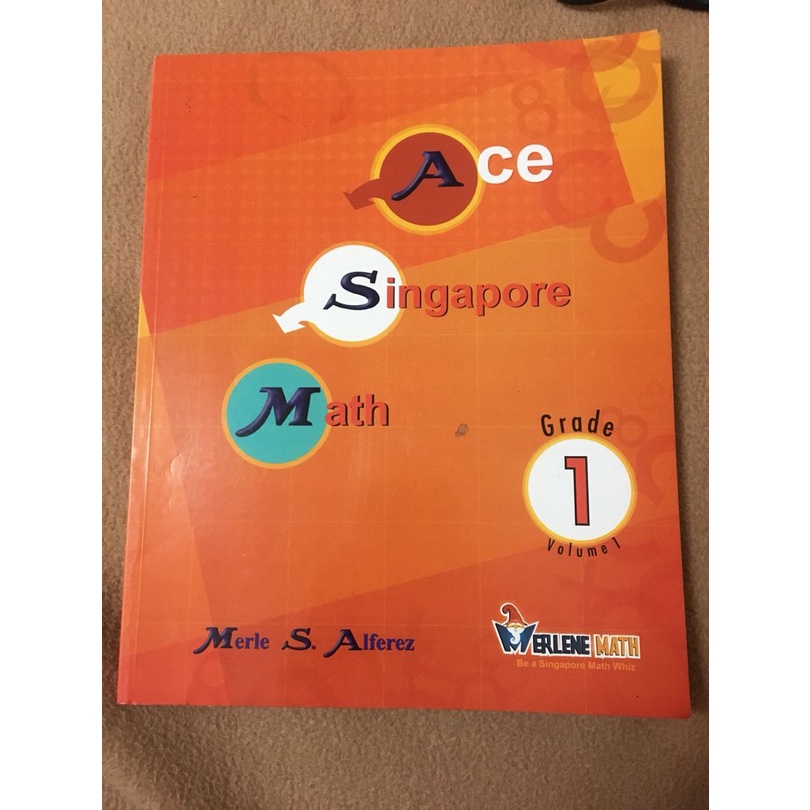 Ace
Singapore
Math
Grade
1
Volume 1
Merle S. Alferez
MERLENE MATH
Be a Singapore Math Whiz